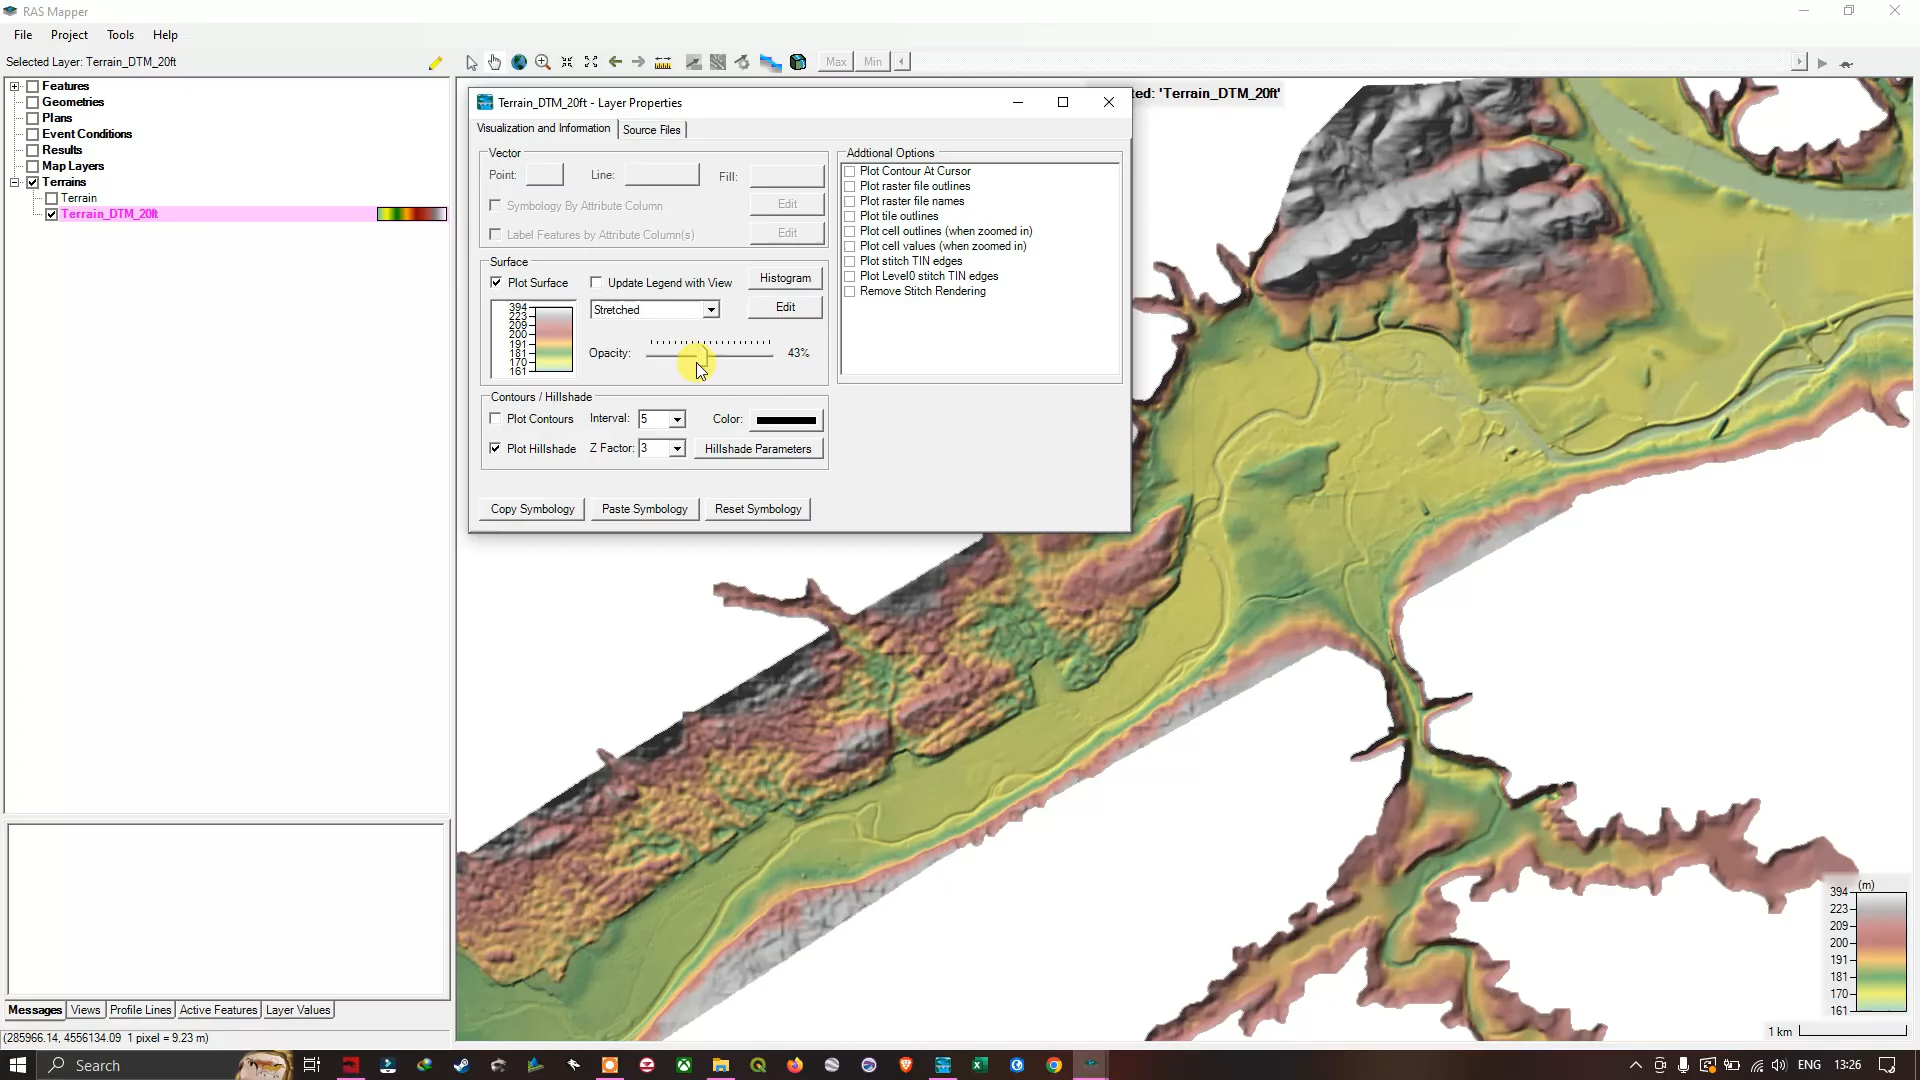 RAS Mapper
File Project Tools Help
Selected Layer: Terrain_DTM_20ft
Max Min
Features
Geometries
Plans
Event Conditions
Results
Map Layers
Terrains
Terrain
Terrain_DTM_20ft
ted: 'Terrain_DTM_20ft'
Terrain_DTM_20ft - Layer Properties
Visualization and Information Source Files
Vector
Point: Line: Fill:
Symbology By Attribute Column Edit
Label Features by Attribute Column(s) Edit
Surface
Plot Surface Update Legend with View Histogram
Stretched Edit
394
223
209
200
191
181
170
161
Opacity: 43%
Contours / Hillshade
Plot Contours Interval: 5 Color:
Plot Hillshade Z Factor: 3 Hillshade Parameters
Copy Symbology Paste Symbology Reset Symbology
Addtional Options
Plot Contour At Cursor
Plot raster file outlines
Plot raster file names
Plot tile outlines
Plot cell outlines (when zoomed in)
Plot cell values (when zoomed in)
Plot stitch TIN edges
Plot Level0 stitch TIN edges
Remove Stitch Rendering
(m)
394
223
209
200
191
181
170
161
1 km
Messages Views Profile Lines Active Features Layer Values
(285966.14, 4556134.09 1 pixel = 9.23 m)
Search
ENG 13:26